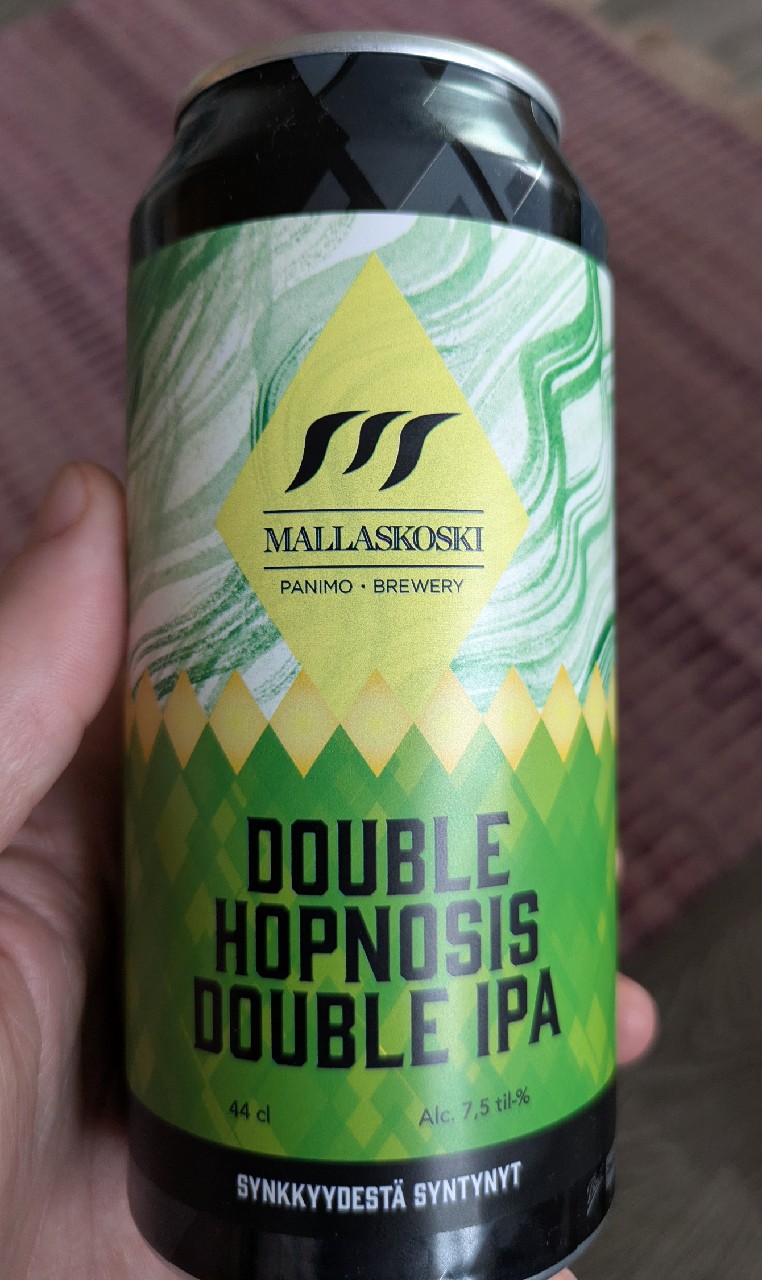 MALLASKOSKI
PANIMO • BREWERY
DOUBLE
HOPNOSIS
DOUBLE IPA
44 cl Alc. 7,5 til-%
SYNKKYYDESTÄ SYNTYNYT